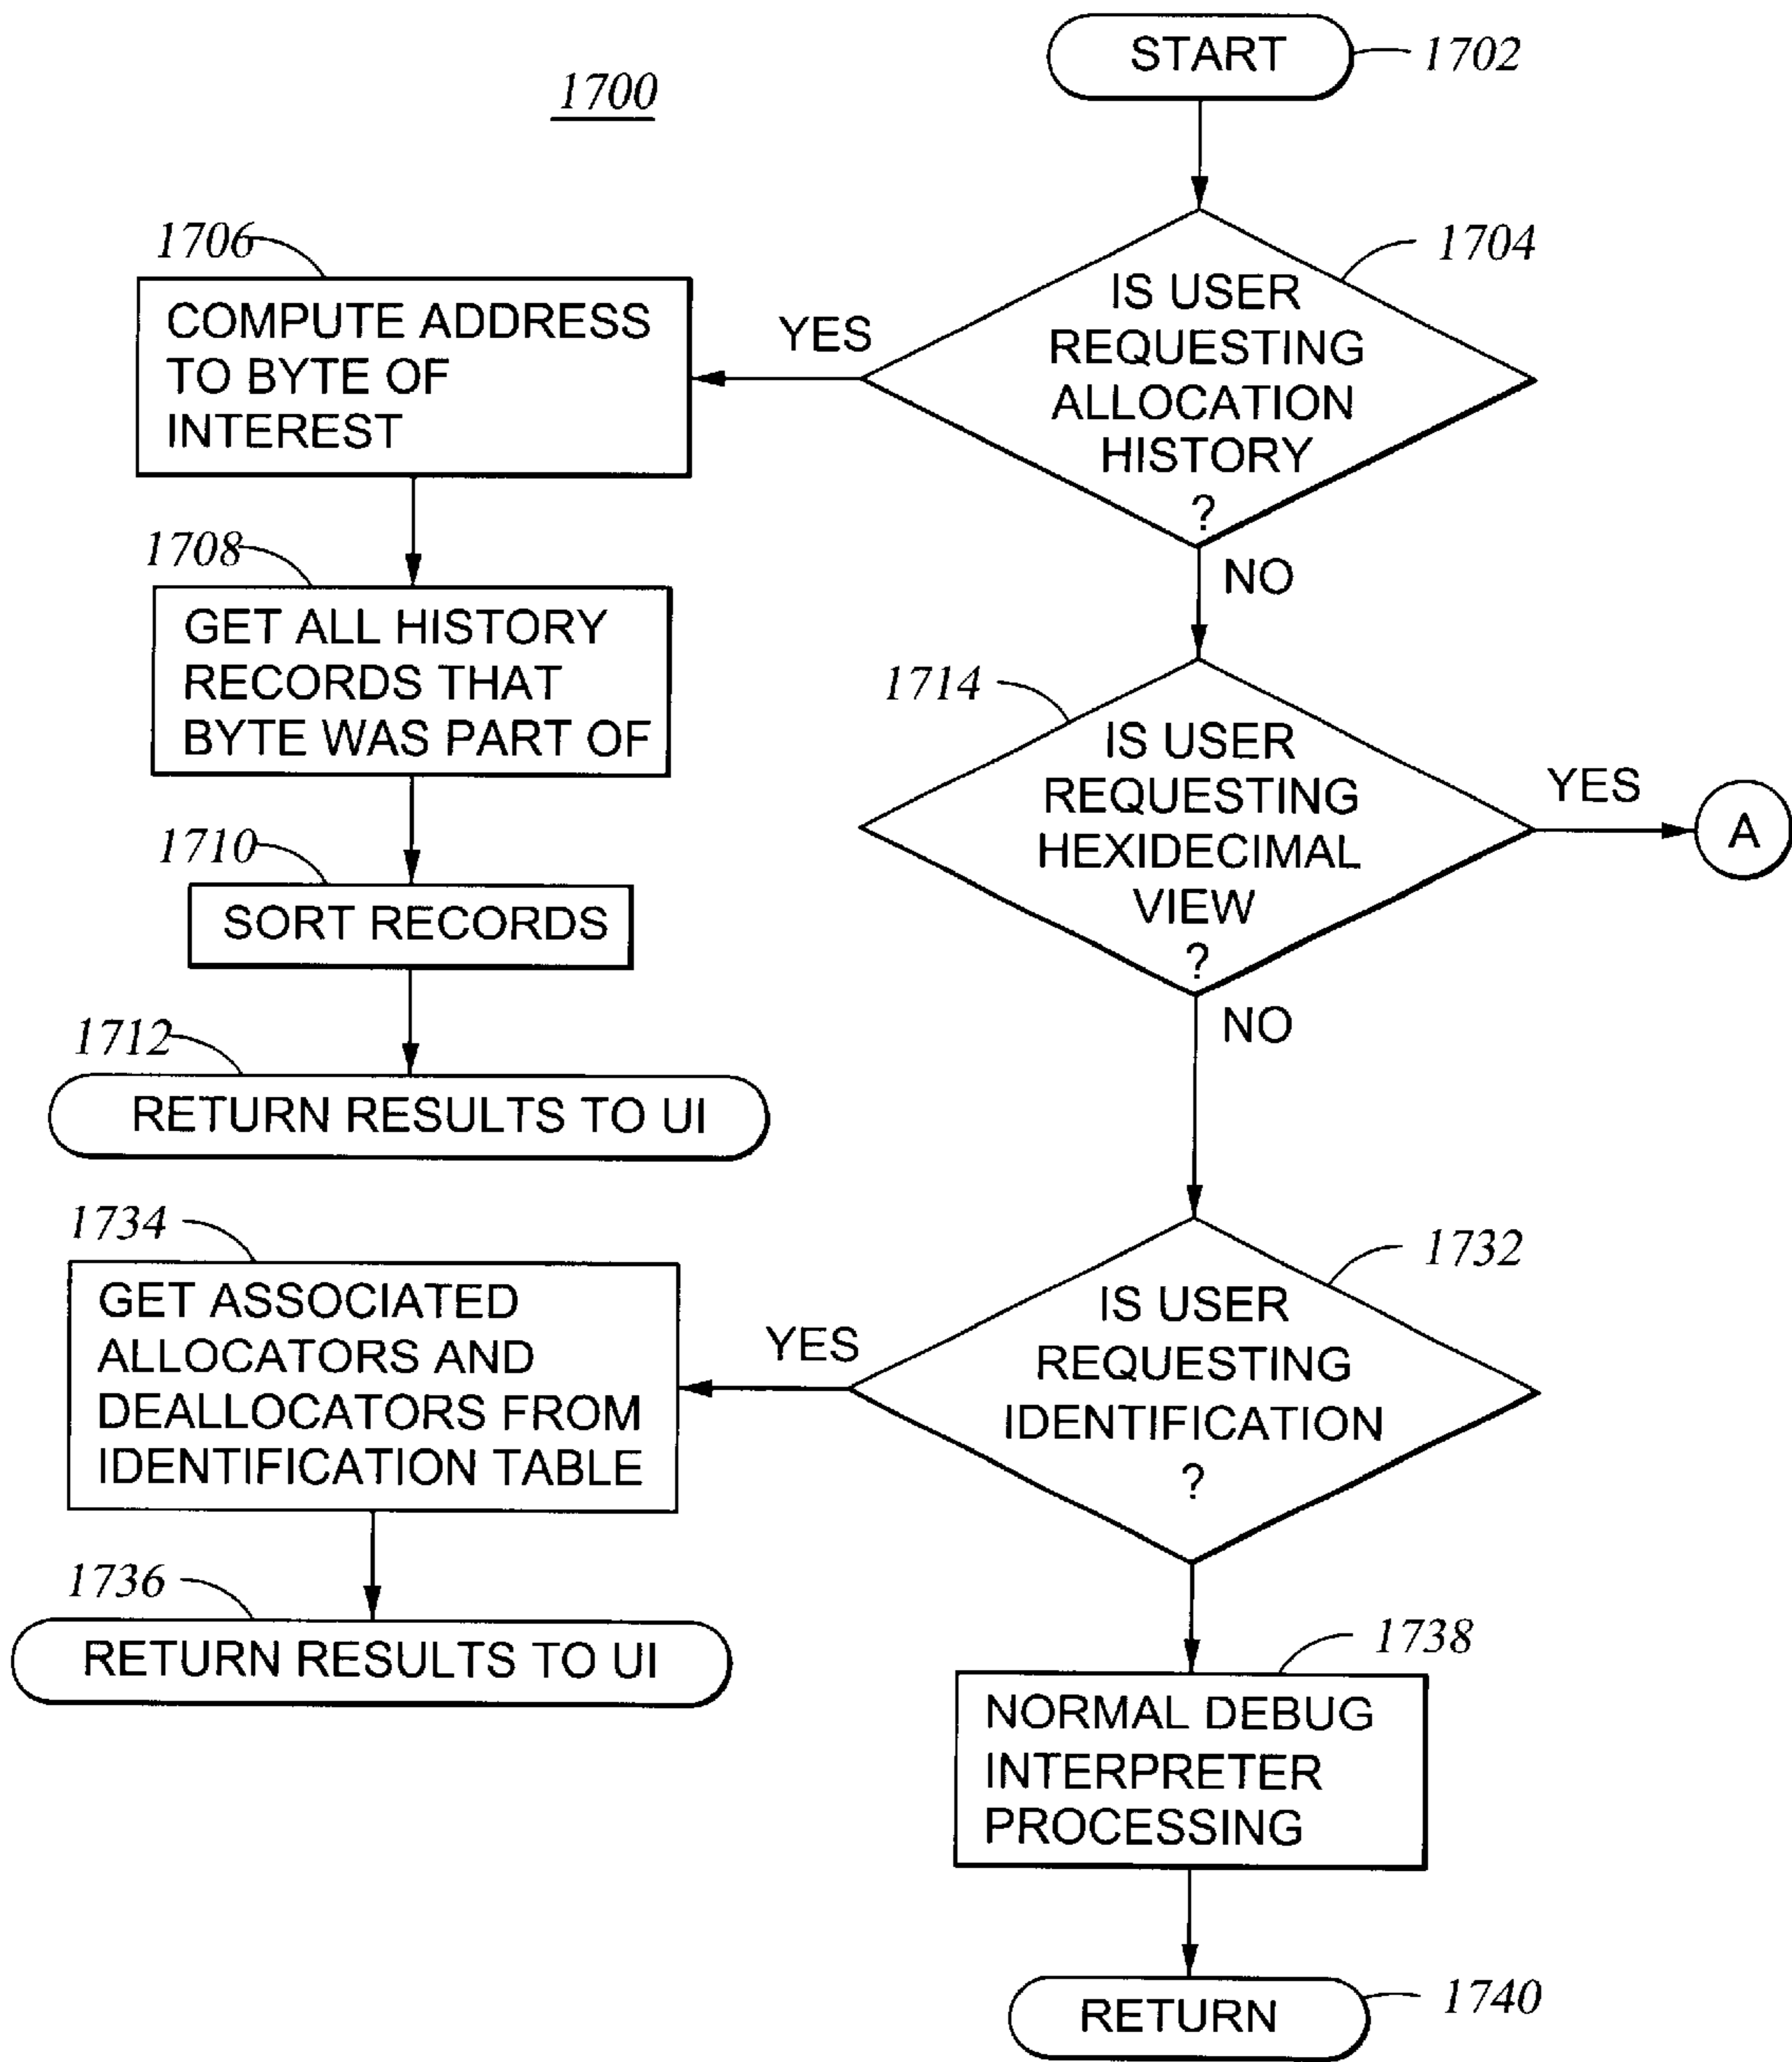 1700
START
1702
1704
IS USER
REQUESTING
ALLOCATION
HISTORY
?
YES
NO
1706
COMPUTE ADDRESS
TO BYTE OF
INTEREST
1708
GET ALL HISTORY
RECORDS THAT
BYTE WAS PART OF
1710
SORT RECORDS
1712
RETURN RESULTS TO UI
1714
IS USER
REQUESTING
HEXIDECIMAL
VIEW
?
YES
A
NO
1732
IS USER
REQUESTING
IDENTIFICATION
?
YES
1734
GET ASSOCIATED
ALLOCATORS AND
DEALLOCATORS FROM
IDENTIFICATION TABLE
1736
RETURN RESULTS TO UI
1738
NORMAL DEBUG
INTERPRETER
PROCESSING
RETURN
1740